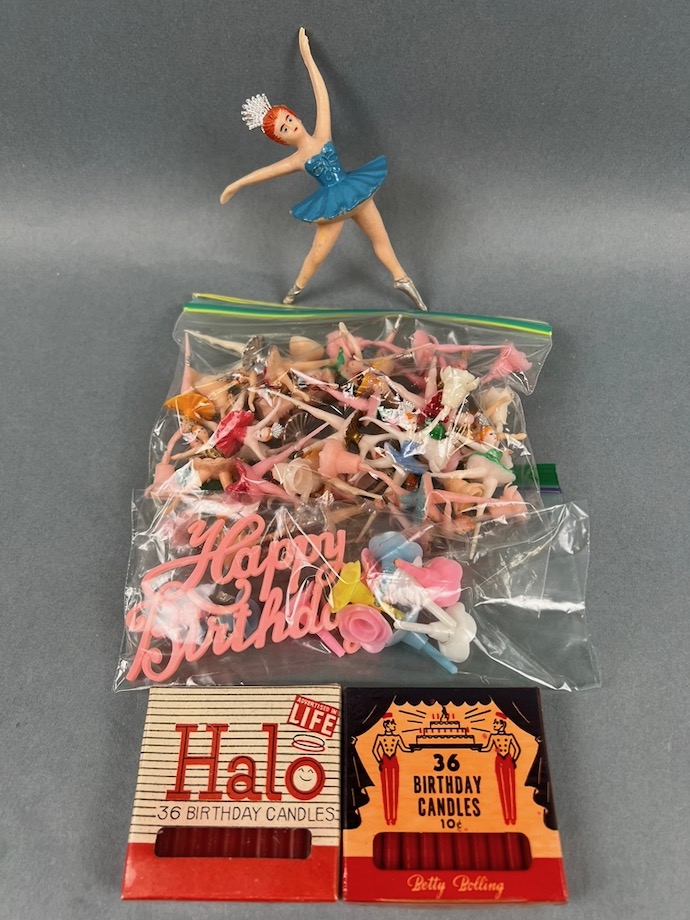 Happy
Birthday
ADVERTISED IN
LIFE
Halo
36 BIRTHDAY CANDLES
36
BIRTHDAY
CANDLES
10¢
Betty Bolling